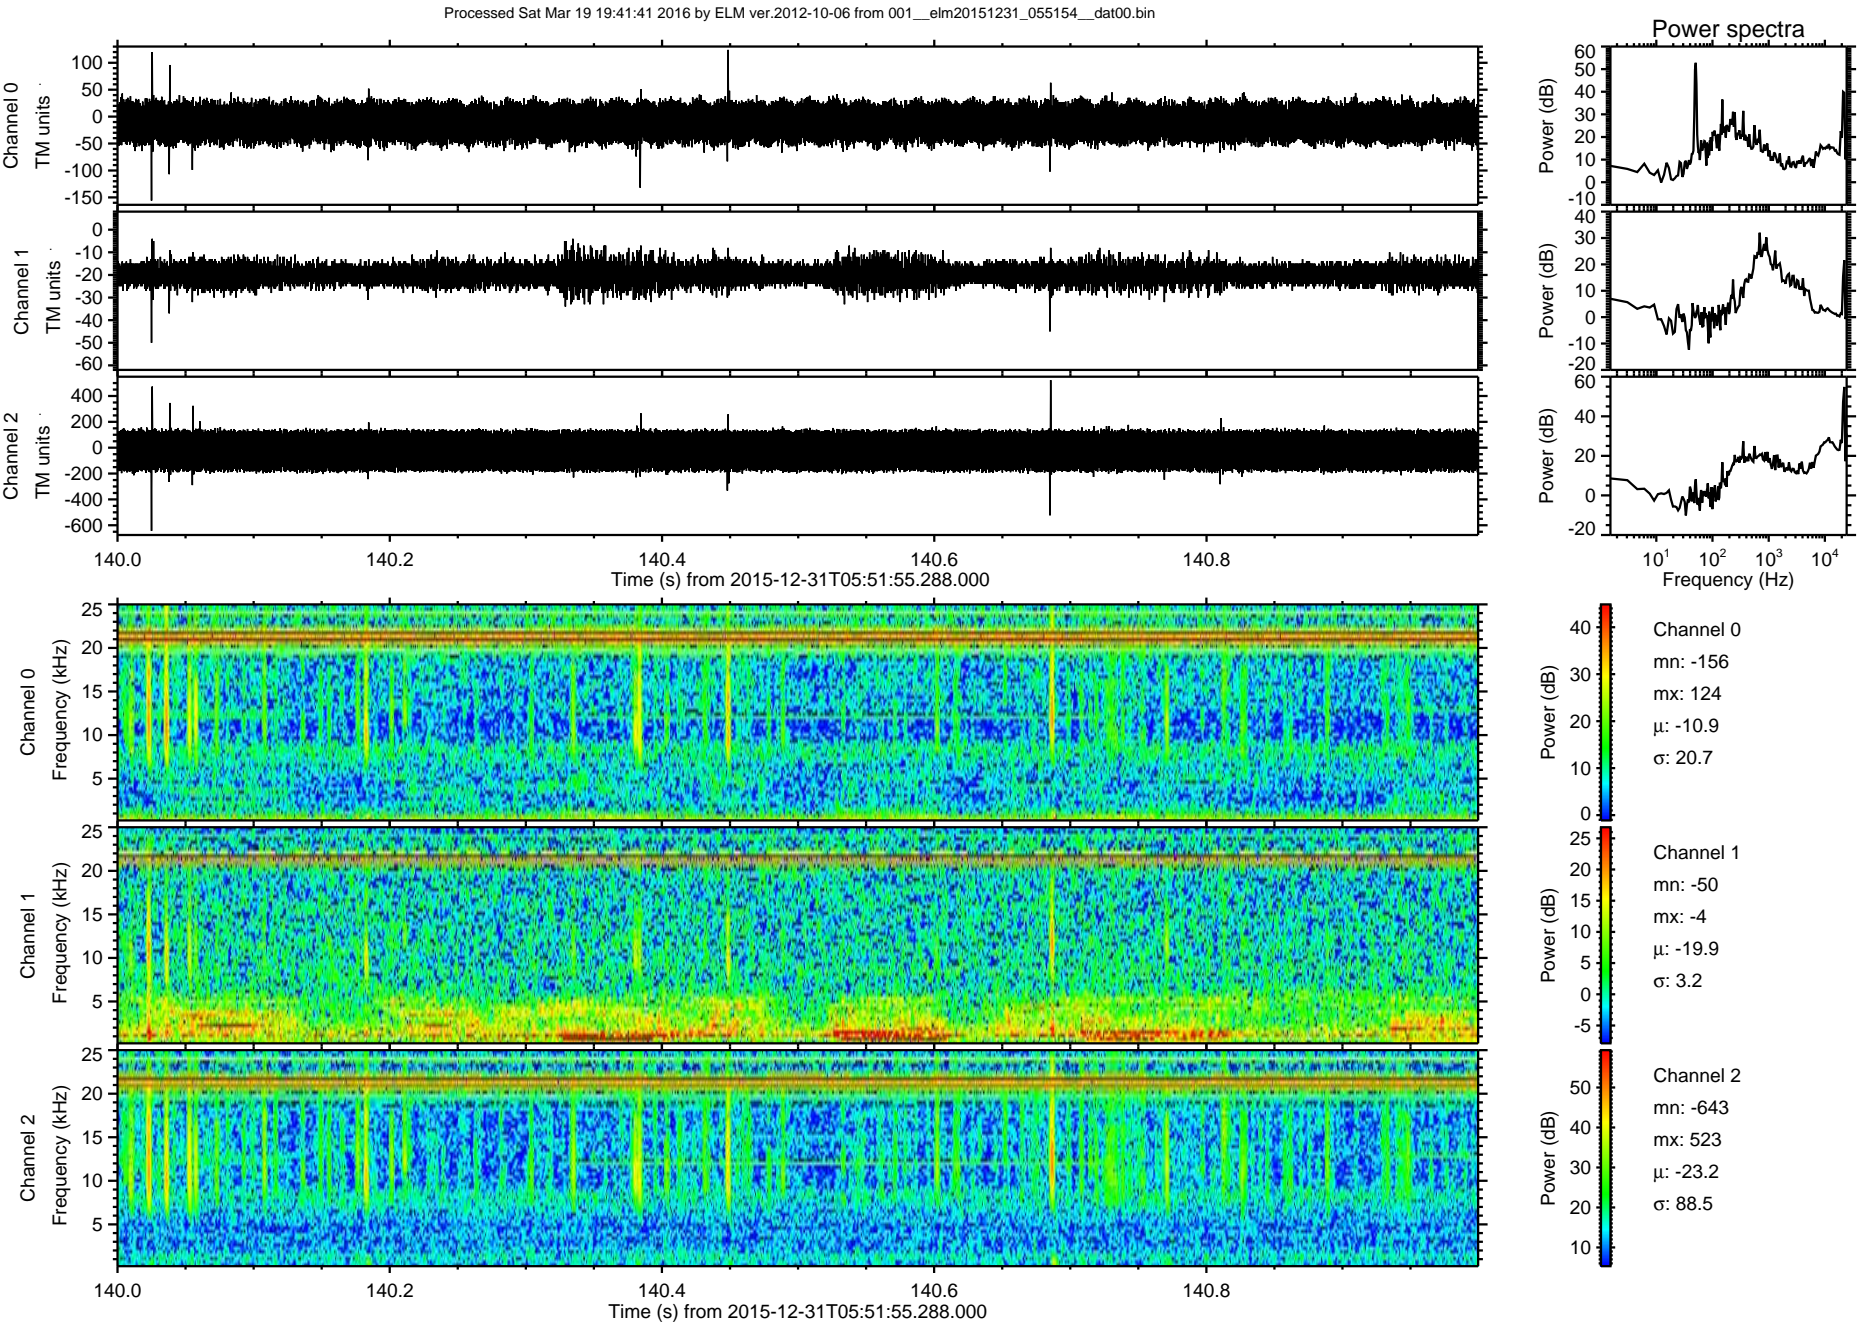 Processed Sat Mar 19 19:41:41 2016 by ELM ver.2012-10-06 from 001__elm20151231_055154__dat00.bin
Power spectra
Channel 0
TM units
100
50
0
-50
-100
-150
Power (dB)
60
50
40
30
20
10
0
-10
Channel 1
TM units
0
-10
-20
-30
-40
-50
-60
Power (dB)
40
30
20
10
0
-10
-20
Channel 2
TM units
400
200
0
-200
-400
-600
Power (dB)
60
40
20
0
-20
140.0 140.2 140.4 140.6 140.8
Time (s) from 2015-12-31T05:51:55.288.000
10¹ 10² 10³ 10⁴
Frequency (Hz)
Channel 0
Frequency (kHz)
25
20
15
10
5
Power (dB)
40
30
20
10
0
Channel 0
mn: -156
mx: 124
μ: -10.9
σ: 20.7
Channel 1
Frequency (kHz)
25
20
15
10
5
Power (dB)
25
20
15
10
5
0
-5
Channel 1
mn: -50
mx: -4
μ: -19.9
σ: 3.2
Channel 2
Frequency (kHz)
25
20
15
10
5
Power (dB)
50
40
30
20
10
Channel 2
mn: -643
mx: 523
μ: -23.2
σ: 88.5
140.0 140.2 140.4 140.6 140.8
Time (s) from 2015-12-31T05:51:55.288.000